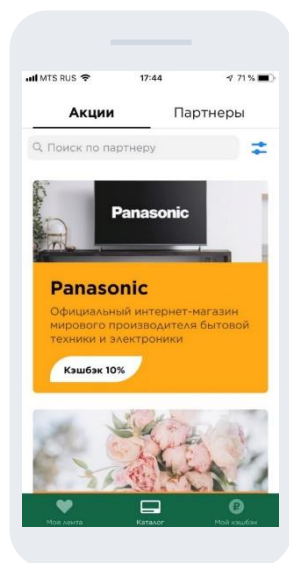 MTS RUS 17:44 71 %
Акции Партнеры
Поиск по партнеру
Panasonic
Panasonic
Официальный интернет-магазин
мирового производителя бытовой
техники и электроники
Кэшбэк 10%
Моя лента Каталог Мой кэшбэк